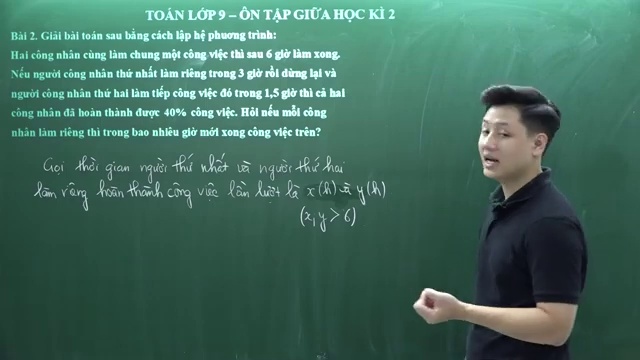 TOÁN LỚP 9 – ÔN TẬP GIỮA HỌC KÌ 2
Bài 2. Giải bài toán sau bằng cách lập hệ phương trình:
Hai công nhân cùng làm chung một công việc thì sau 6 giờ làm xong.
Nếu người công nhân thứ nhất làm riêng trong 3 giờ rồi dừng lại và
người công nhân thứ hai làm tiếp công việc đó trong 1,5 giờ thì cả hai
công nhân đã hoàn thành được 40% công việc. Hỏi nếu mỗi công
nhân làm riêng thì trong bao nhiêu giờ mới xong công việc trên?
Gọi thời gian người thứ nhất và người thứ hai
làm riêng hoàn thành công việc lần lượt là x (h) và y (h)
(x, y > 6)